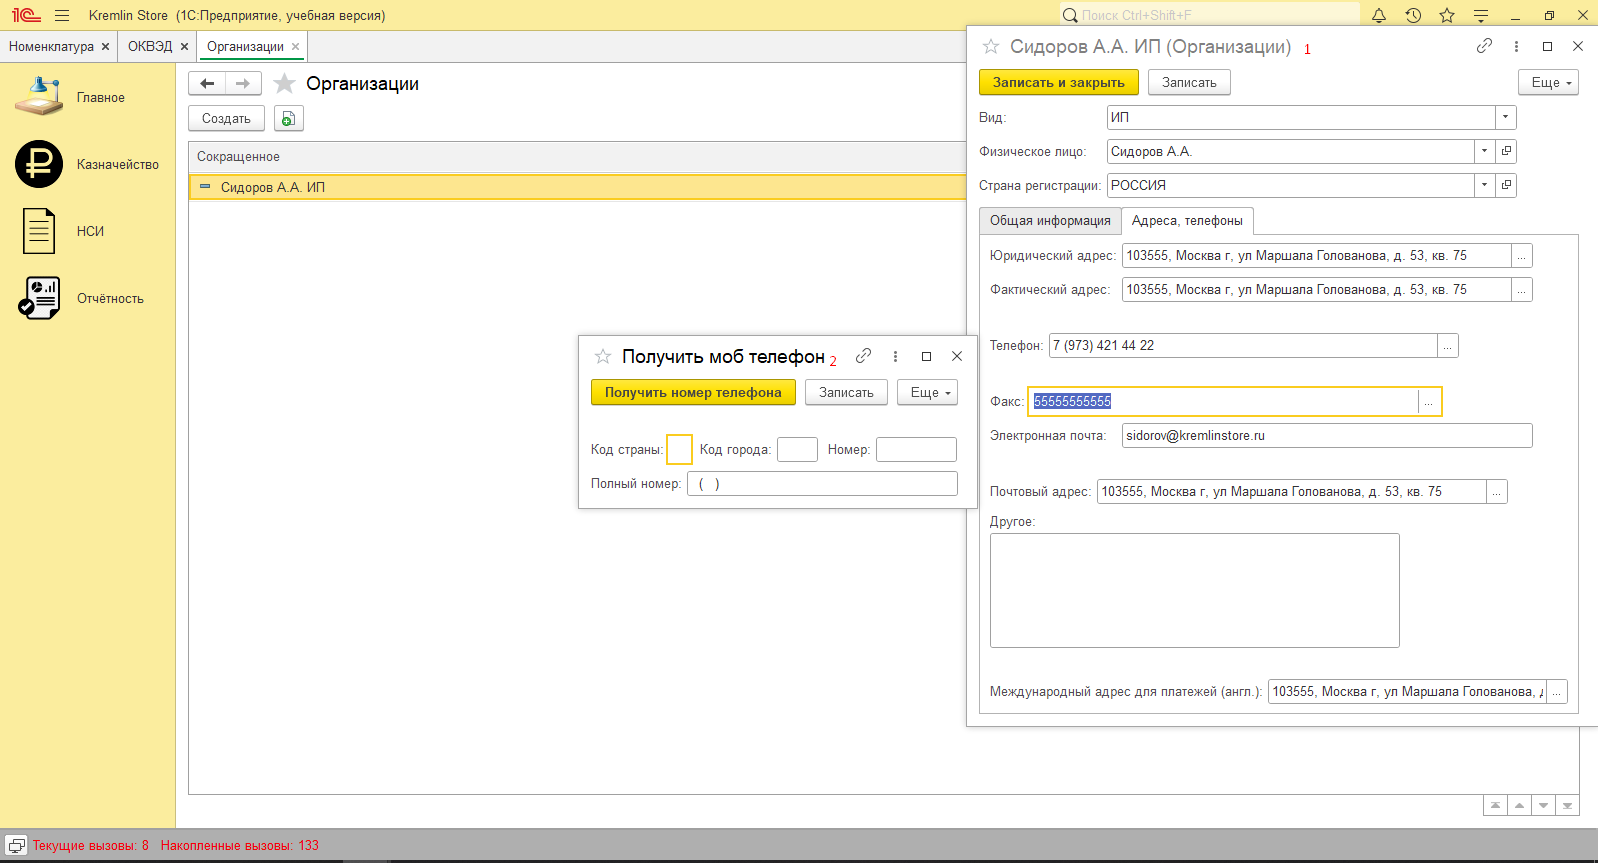 1С Kremlin Store (1С:Предприятие, учебная версия) Поиск Ctrl+Shift+F
Номенклатура × ОКВЭД × Организации ×
Главное
Казначейство
НСИ
Отчётность
Организации
Создать
Сокращенное
Сидоров А.А. ИП
Получить моб телефон 2
Получить номер телефона Записать Еще
Код страны: Код города: Номер:
Полный номер: ( )
Сидоров А.А. ИП (Организации) 1
Записать и закрыть Записать Еще
Вид: ИП
Физическое лицо: Сидоров А.А.
Страна регистрации: РОССИЯ
Общая информация Адреса, телефоны
Юридический адрес: 103555, Москва г, ул Маршала Голованова, д. 53, кв. 75 ...
Фактический адрес: 103555, Москва г, ул Маршала Голованова, д. 53, кв. 75 ...
Телефон: 7 (973) 421 44 22 ...
Факс: 55555555555 ...
Электронная почта: sidorov@kremlinstore.ru
Почтовый адрес: 103555, Москва г, ул Маршала Голованова, д. 53, кв. 75 ...
Другое:
Международный адрес для платежей (англ.): 103555, Москва г, ул Маршала Голованова, ...
Текущие вызовы: 8 Накопленные вызовы: 133